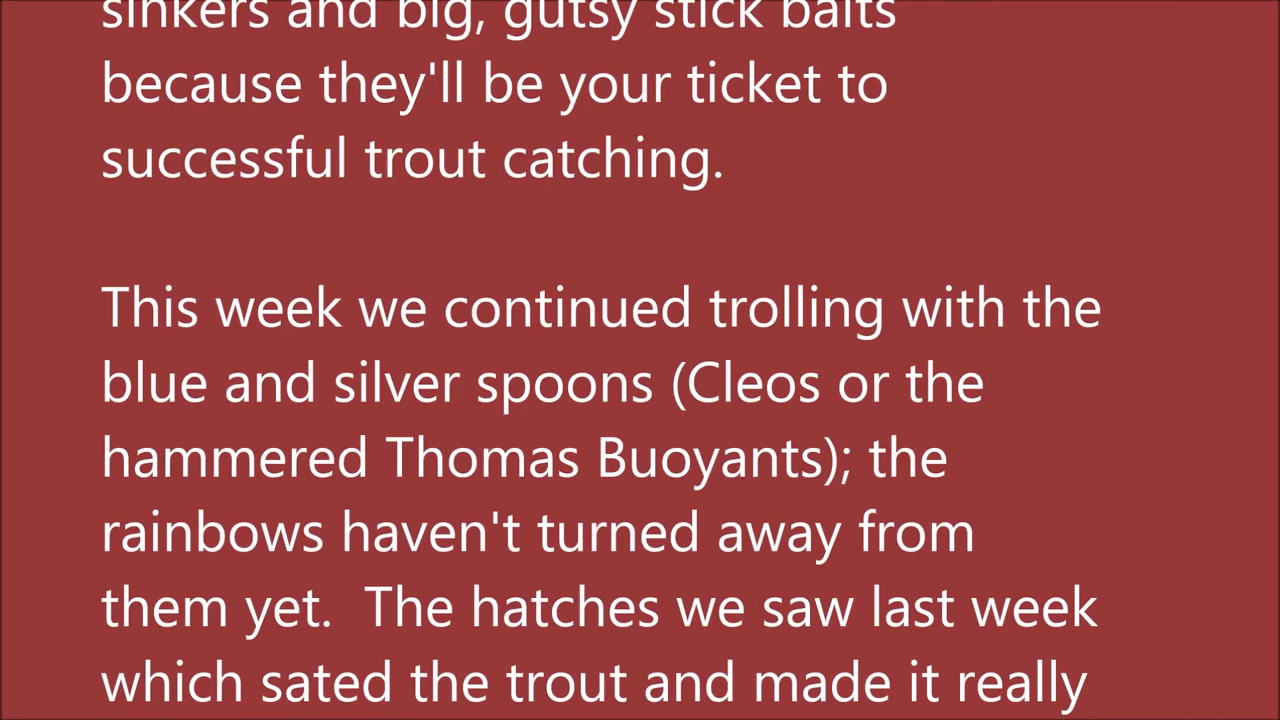 sinkers and big, gutsy stick baits
because they'll be your ticket to
successful trout catching.
This week we continued trolling with the
blue and silver spoons (Cleos or the
hammered Thomas Buoyants); the
rainbows haven't turned away from
them yet.  The hatches we saw last week
which sated the trout and made it really